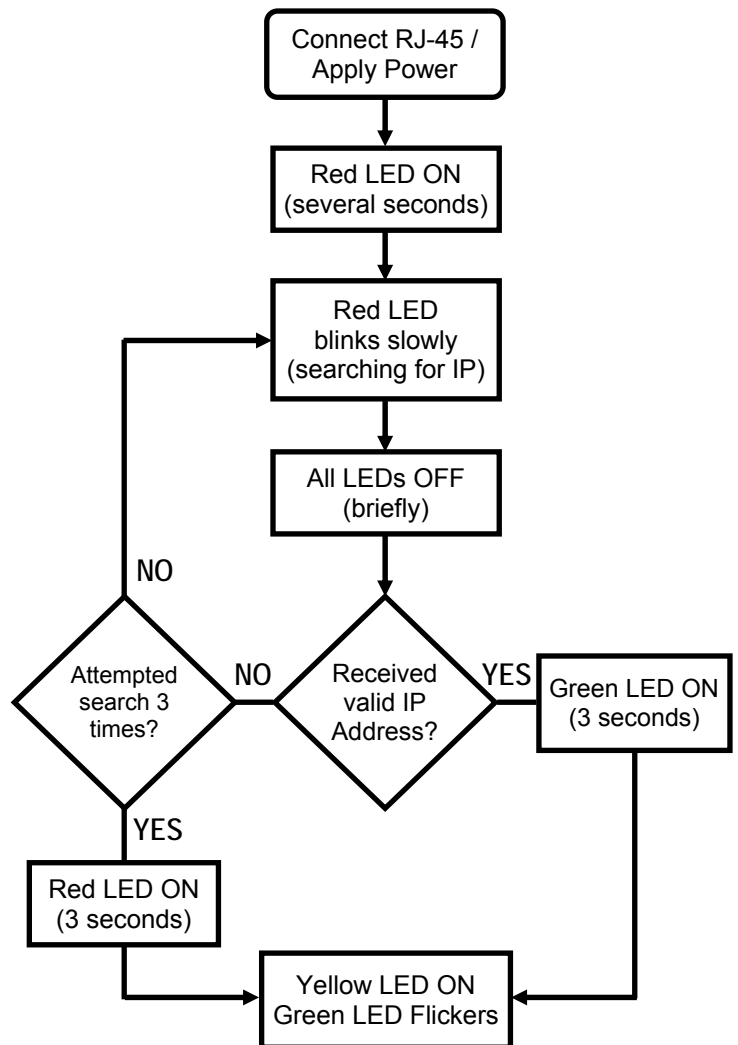 Connect RJ-45 /
Apply Power
Red LED ON
(several seconds)
Red LED
blinks slowly
(searching for IP)
All LEDs OFF
(briefly)
NO
Attempted
search 3
times?
NO
Received
valid IP
Address?
YES
Green LED ON
(3 seconds)
YES
Red LED ON
(3 seconds)
Yellow LED ON
Green LED Flickers